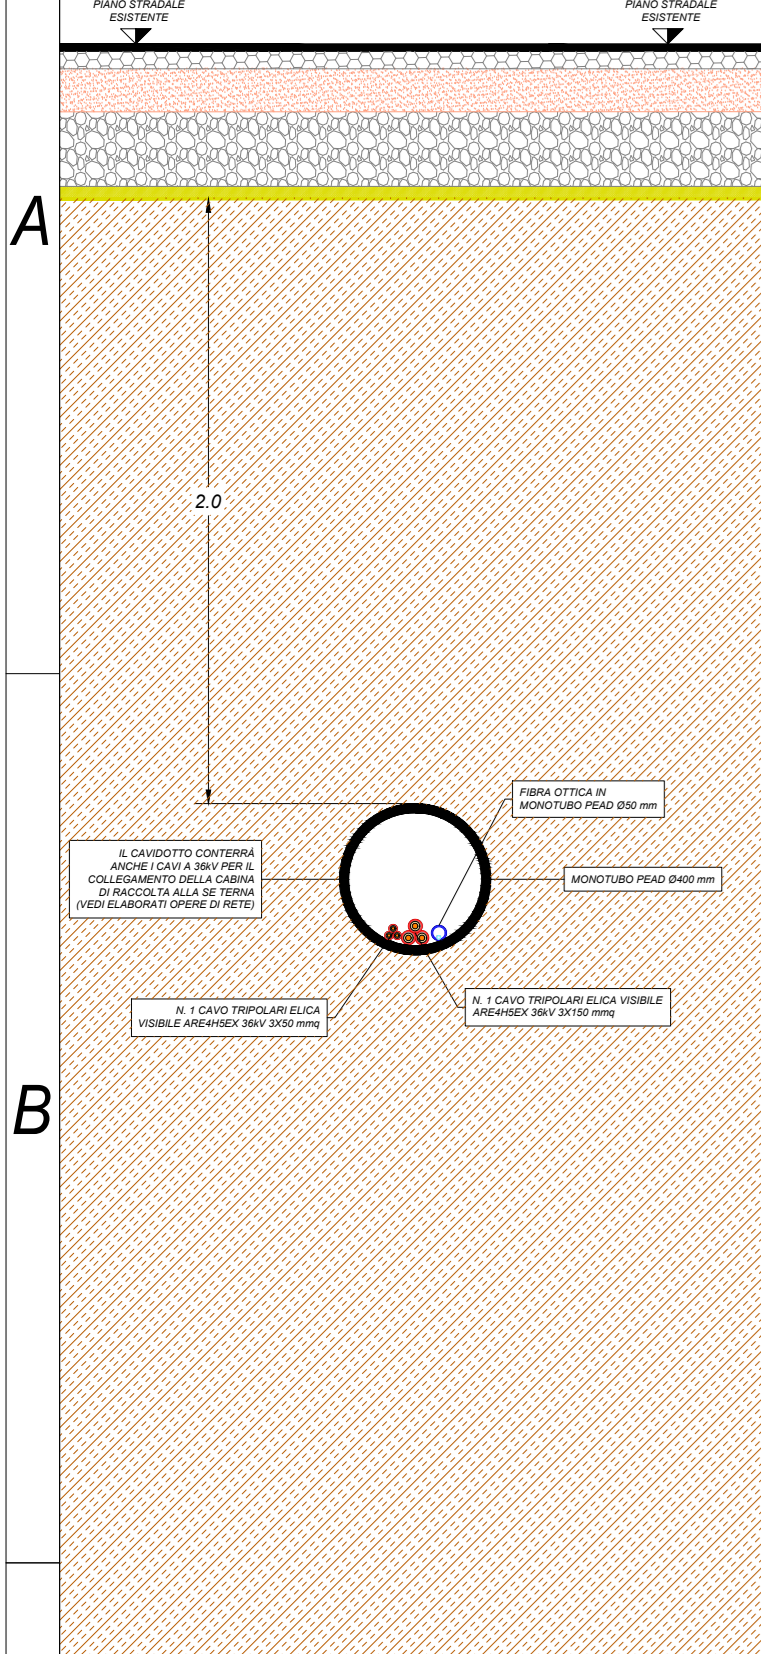 PIANO STRADALE
ESISTENTE
PIANO STRADALE
ESISTENTE
A
2.0
FIBRA OTTICA IN
MONOTUBO PEAD Ø50 mm
IL CAVIDOTTO CONTERRÀ
ANCHE I CAVI A 36kV PER IL
COLLEGAMENTO DELLA CABINA
DI RACCOLTA ALLA SE TERNA
(VEDI ELABORATI OPERE DI RETE)
MONOTUBO PEAD Ø400 mm
N. 1 CAVO TRIPOLARI ELICA
VISIBILE ARE4H5EX 36kV 3X50 mmq
N. 1 CAVO TRIPOLARI ELICA VISIBILE
ARE4H5EX 36kV 3X150 mmq
B